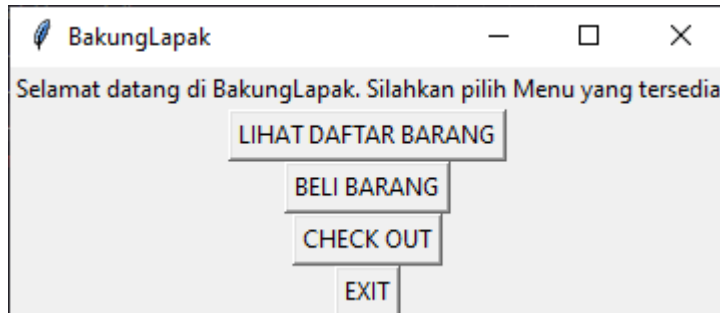 BakungLapak
Selamat datang di BakungLapak. Silahkan pilih Menu yang tersedia
LIHAT DAFTAR BARANG
BELI BARANG
CHECK OUT
EXIT